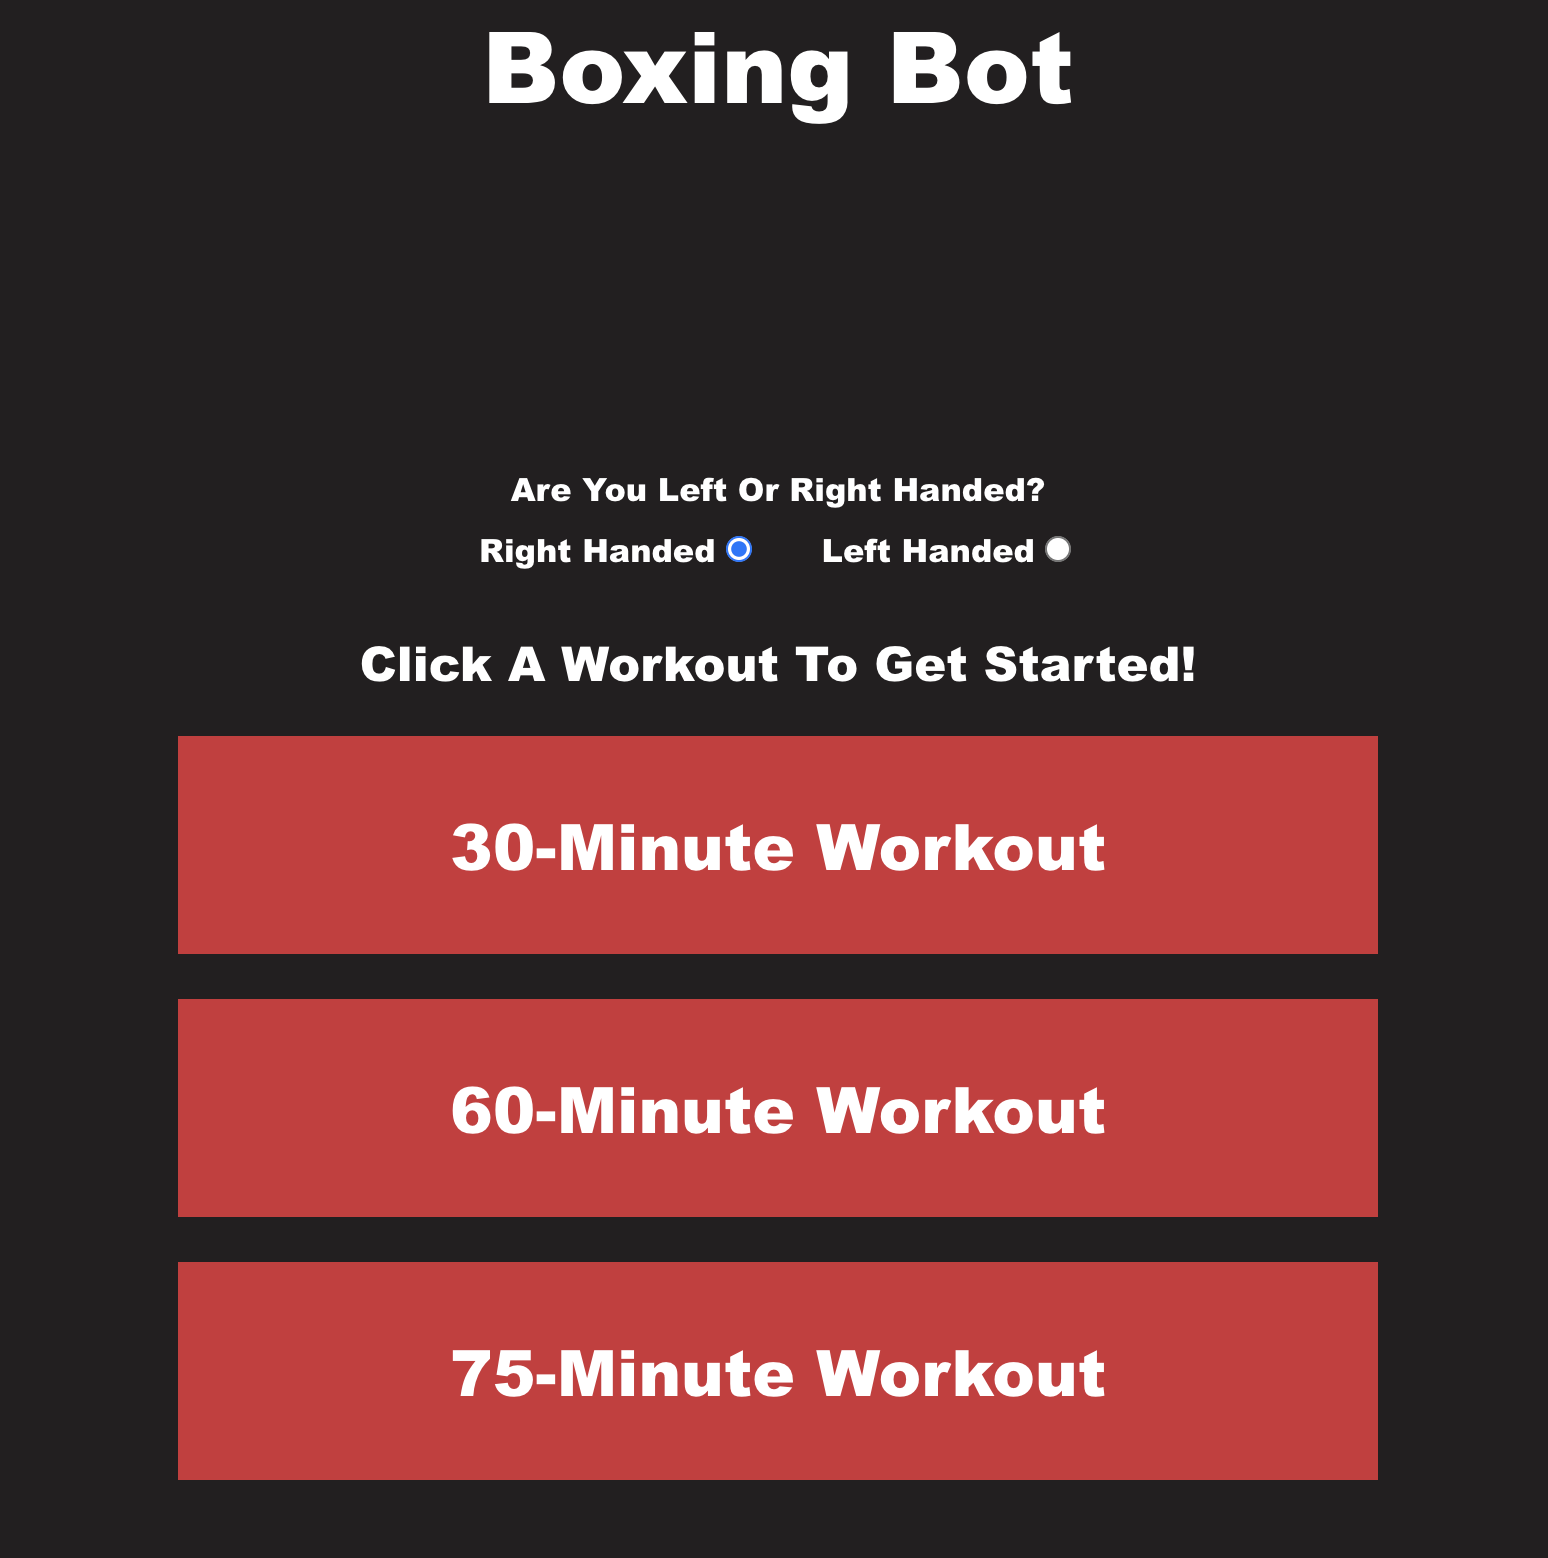 Boxing Bot
Are You Left Or Right Handed?
Right Handed Left Handed
Click A Workout To Get Started!
30-Minute Workout
60-Minute Workout
75-Minute Workout